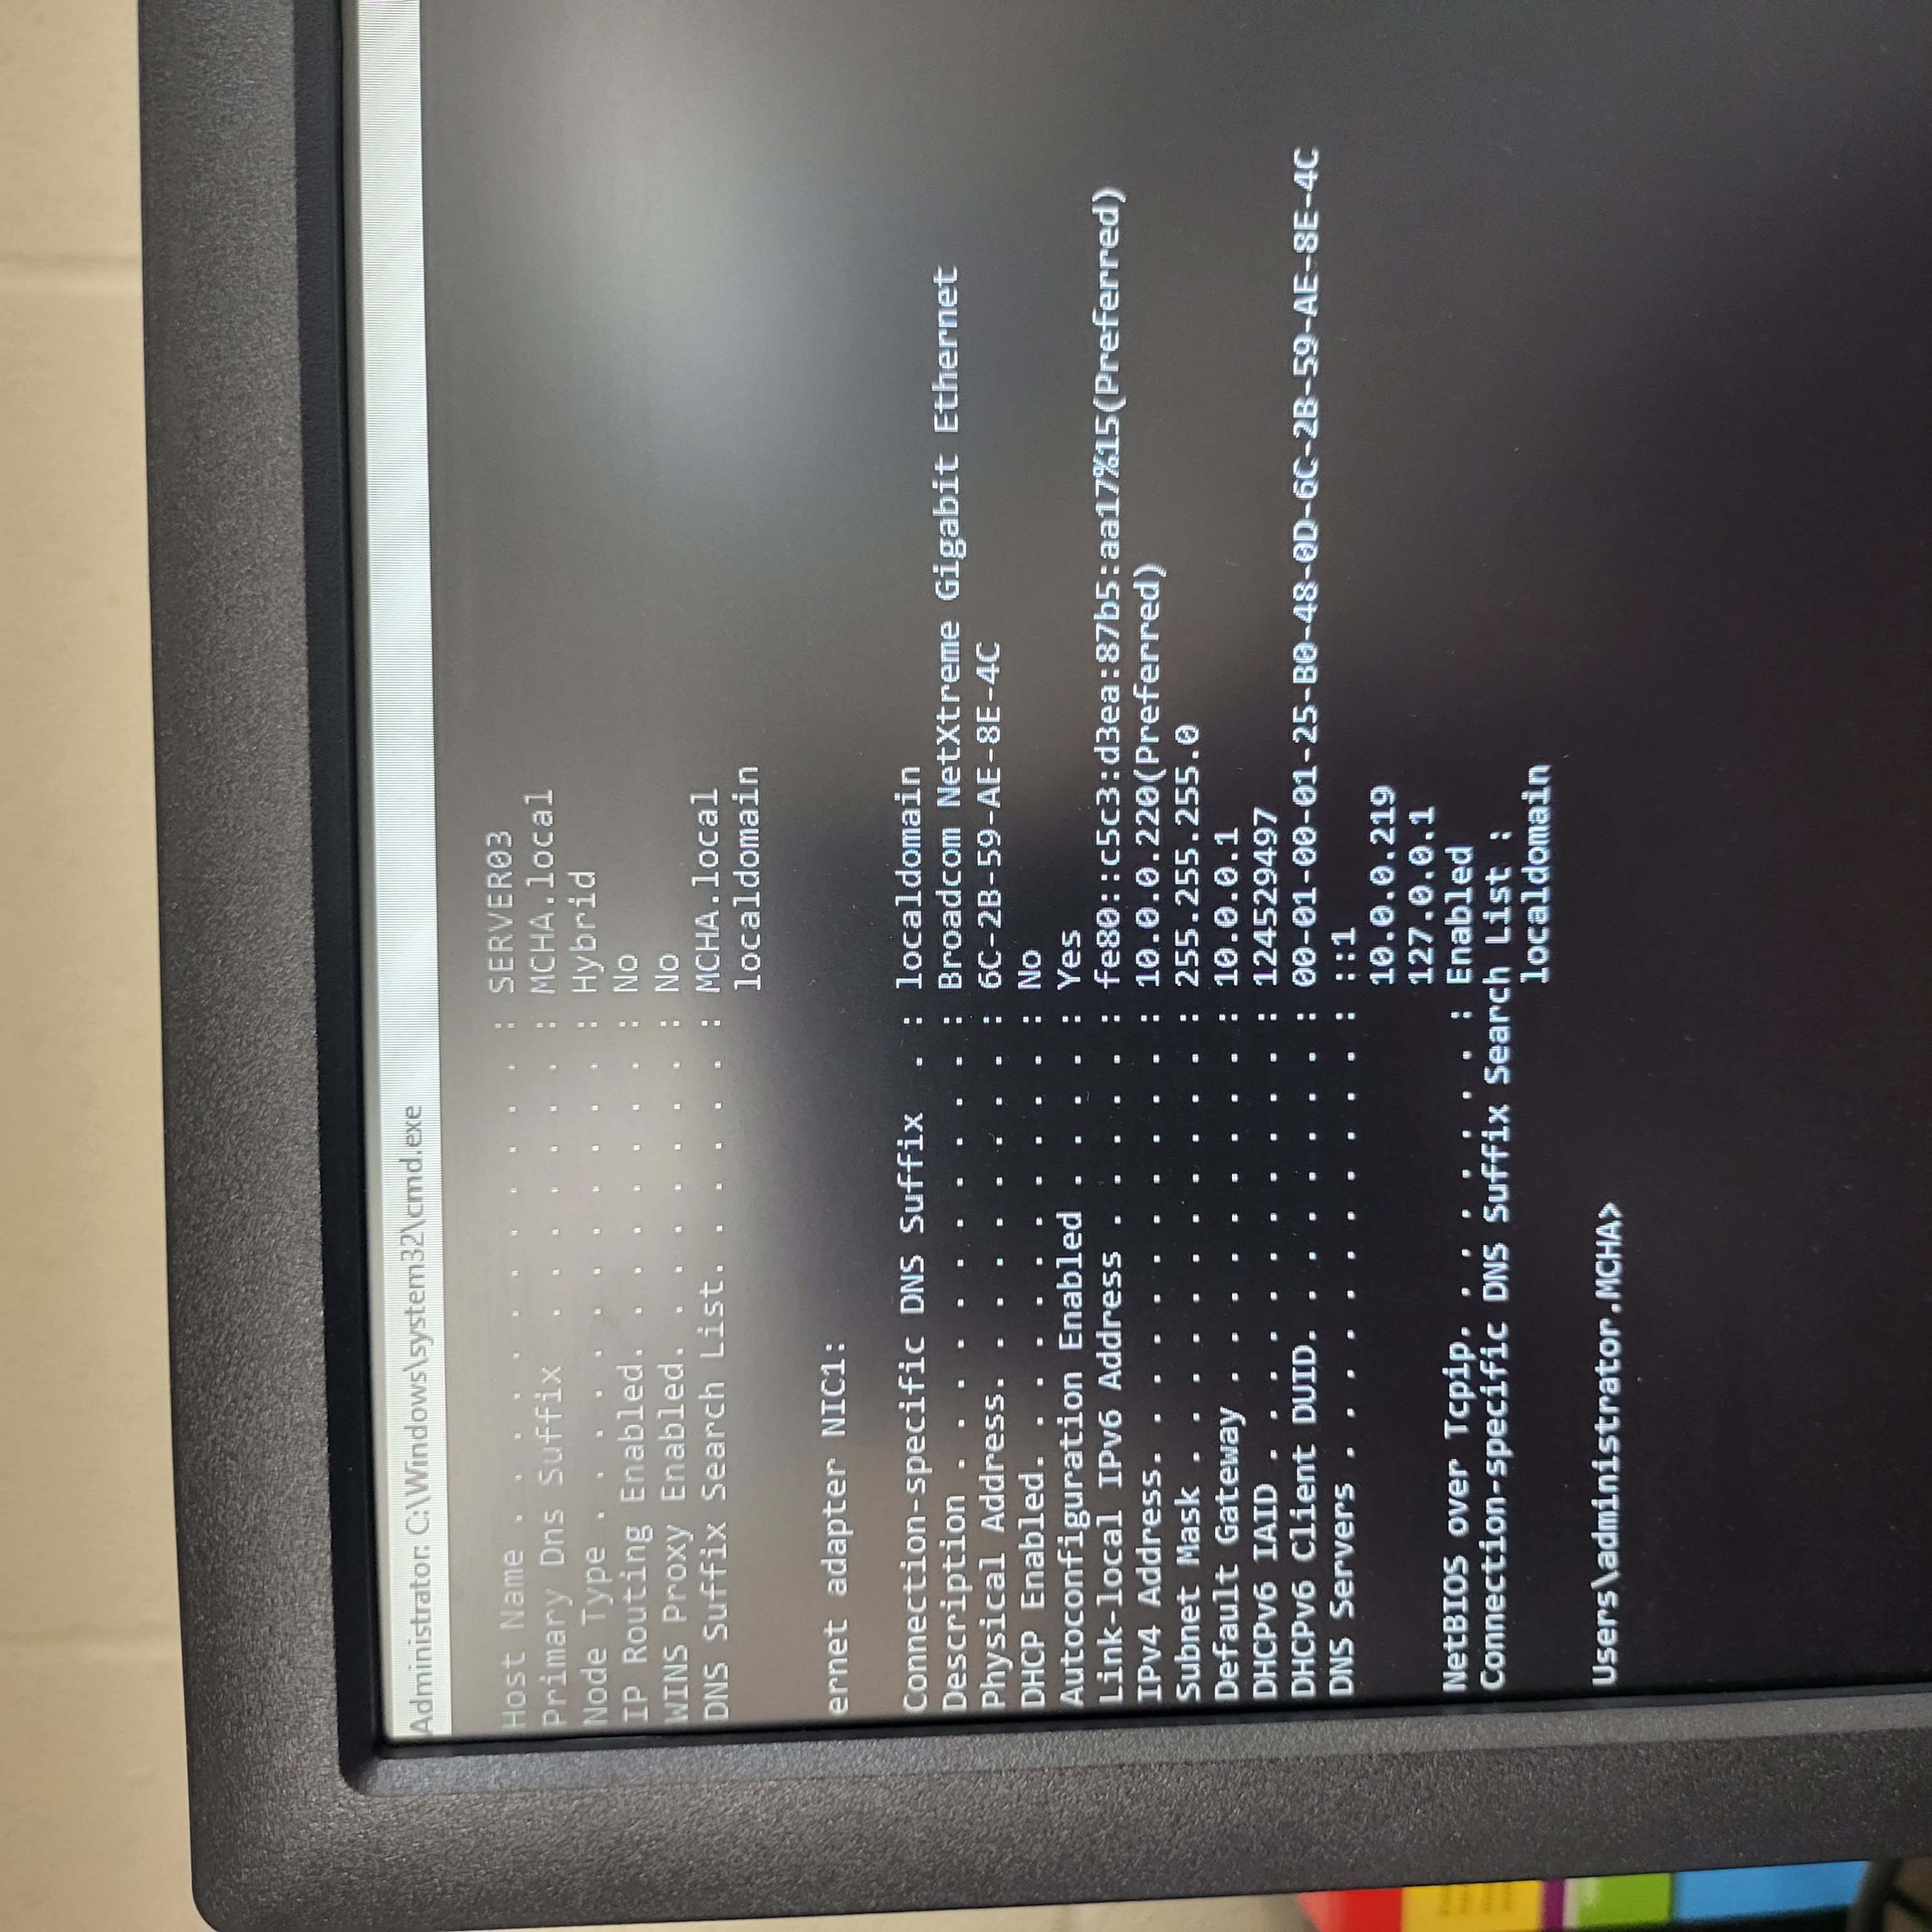 Administrator: C:\Windows\system32\cmd.exe
Host Name . . . . . . . . . . . . : SERVER03
Primary Dns Suffix  . . . . . . . : MCHA.local
Node Type . . . . . . . . . . . . : Hybrid
IP Routing Enabled. . . . . . . . : No
WINS Proxy Enabled. . . . . . . . : No
DNS Suffix Search List. . . . . . : MCHA.local
localdomain
ernet adapter NIC1:
Connection-specific DNS Suffix  . : localdomain
Description . . . . . . . . . . . : Broadcom NetXtreme Gigabit Ethernet
Physical Address. . . . . . . . . : 6C-2B-59-AE-8E-4C
DHCP Enabled. . . . . . . . . . . : No
Autoconfiguration Enabled . . . . : Yes
Link-local IPv6 Address . . . . . : fe80::c5c3:d3ea:87b5:aa17%15(Preferred)
IPv4 Address. . . . . . . . . . . : 10.0.0.220(Preferred)
Subnet Mask . . . . . . . . . . . : 255.255.255.0
Default Gateway . . . . . . . . . : 10.0.0.1
DHCPv6 IAID . . . . . . . . . . . : 124529497
DHCPv6 Client DUID. . . . . . . . : 00-01-00-01-25-B0-48-0D-6C-2B-59-AE-8E-4C
DNS Servers . . . . . . . . . . . : ::1
10.0.0.219
127.0.0.1
NetBIOS over Tcpip. . . . . . . . : Enabled
Connection-specific DNS Suffix Search List :
localdomain
Users\administrator.MCHA>